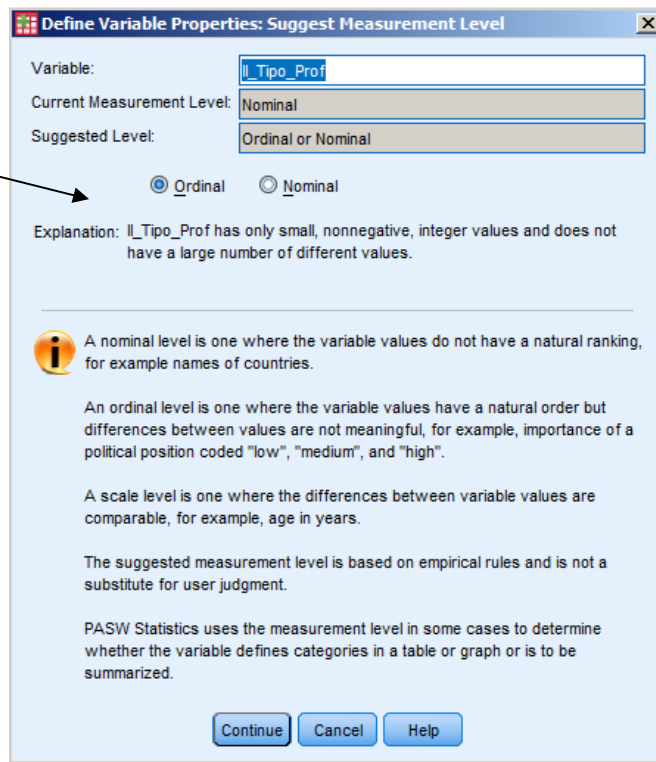 Define Variable Properties: Suggest Measurement Level
Variable: II_Tipo_Prof
Current Measurement Level: Nominal
Suggested Level: Ordinal or Nominal
Ordinal Nominal
Explanation: II_Tipo_Prof has only small, nonnegative, integer values and does not
have a large number of different values.
A nominal level is one where the variable values do not have a natural ranking,
for example names of countries.
An ordinal level is one where the variable values have a natural order but
differences between values are not meaningful, for example, importance of a
political position coded "low", "medium", and "high".
A scale level is one where the differences between variable values are
comparable, for example, age in years.
The suggested measurement level is based on empirical rules and is not a
substitute for user judgment.
PASW Statistics uses the measurement level in some cases to determine
whether the variable defines categories in a table or graph or is to be
summarized.
Continue Cancel Help